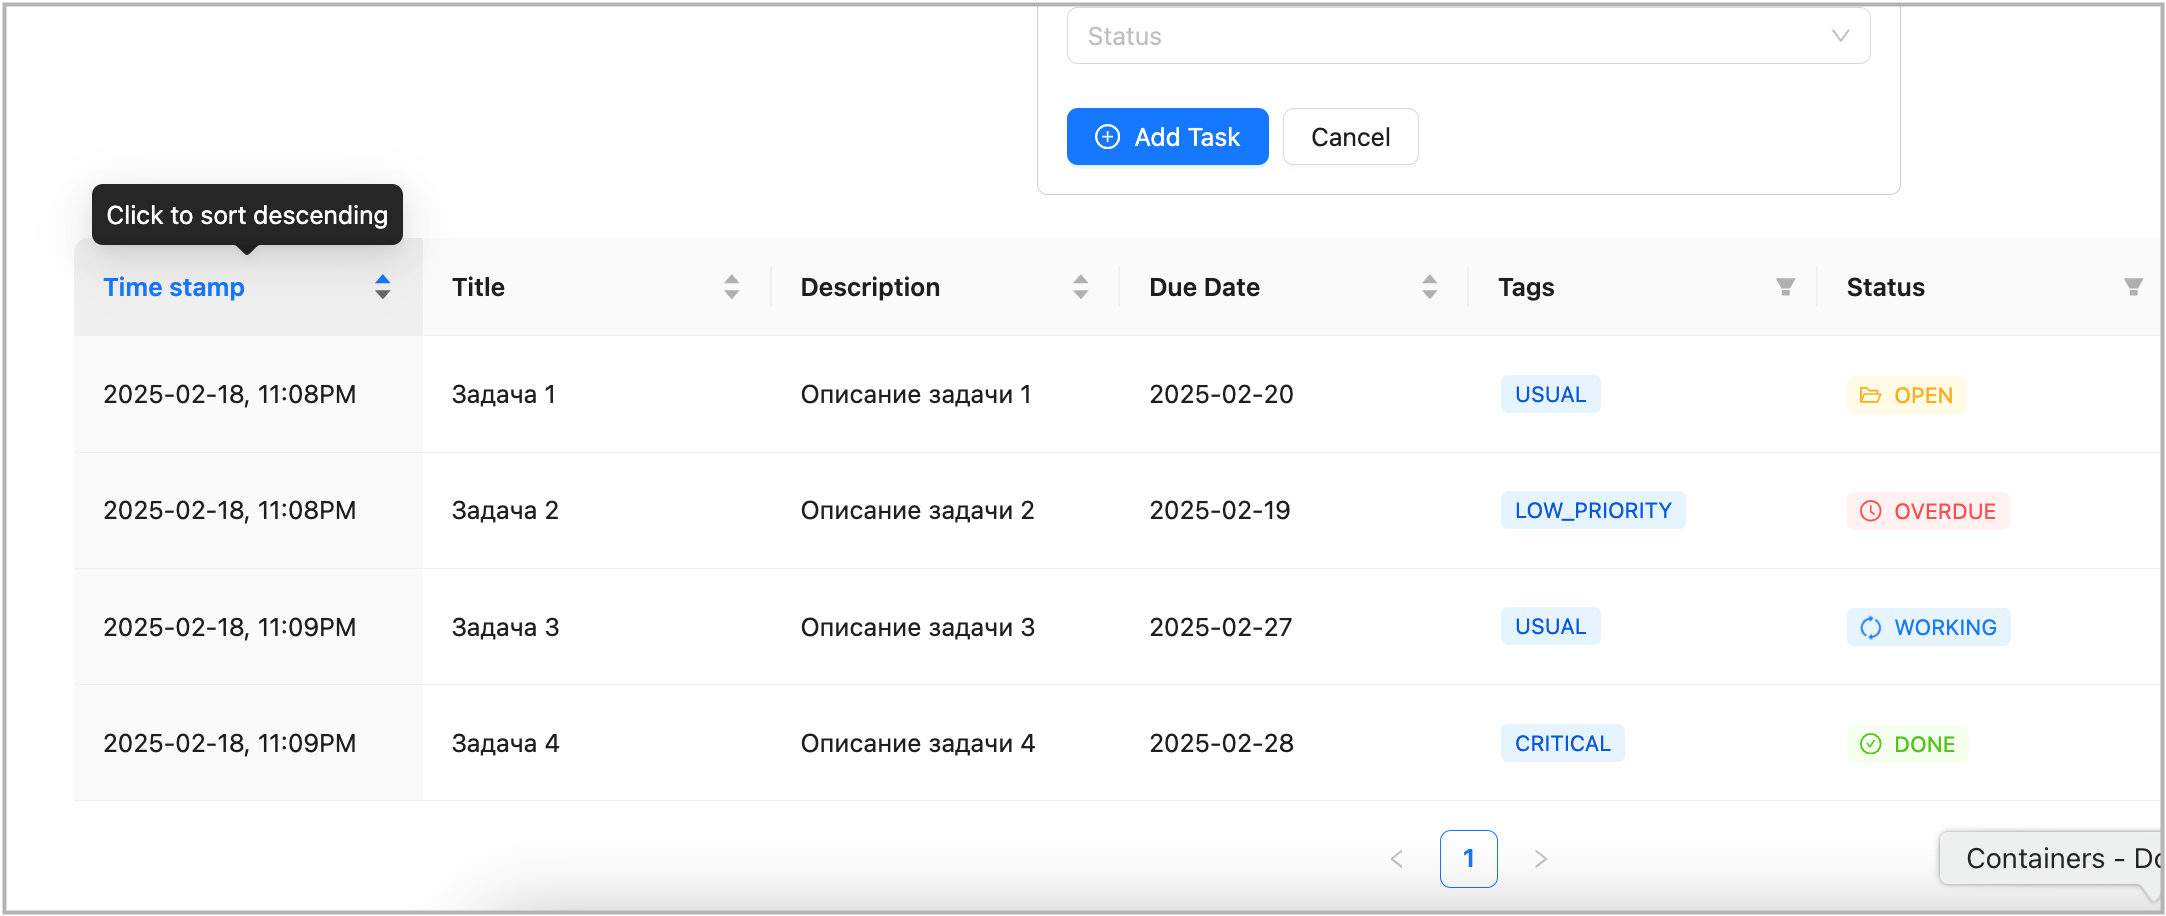 Status
Add Task Cancel
Click to sort descending
Time stamp Title Description Due Date Tags Status
2025-02-18, 11:08PM Задача 1 Описание задачи 1 2025-02-20 USUAL OPEN
2025-02-18, 11:08PM Задача 2 Описание задачи 2 2025-02-19 LOW_PRIORITY OVERDUE
2025-02-18, 11:09PM Задача 3 Описание задачи 3 2025-02-27 USUAL WORKING
2025-02-18, 11:09PM Задача 4 Описание задачи 4 2025-02-28 CRITICAL DONE
1
Containers -